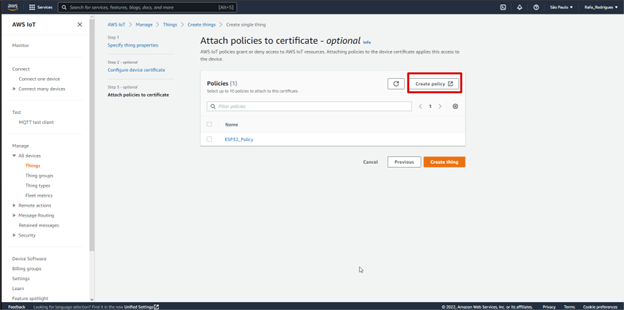 aws
Services
Search for services, features, blogs, docs, and more
[Alt+S]
São Paulo
Rafa_Rodriguez
AWS IoT
Monitor
Connect
Connect one device
Connect many devices
Test
MQTT test client
Manage
All devices
Things
Thing groups
Thing types
Fleet metrics
Remote actions
Message Routing
Retained messages
Security
Device Software
Billing groups
Settings
Learn
Feature spotlight
AWS IoT > Manage > Things > Create things > Create single thing
Step 1
Specify thing properties
Step 2 - optional
Configure device certificate
Step 3 - optional
Attach policies to certificate
Attach policies to certificate - optional Info
AWS IoT policies grant or deny access to AWS IoT resources. Attaching policies to the device certificate applies this access to
the device.
Policies (1)
Select up to 10 policies to attach to this certificate.
Create policy
Filter policies
1
Name
ESP32_Policy
Cancel
Previous
Create thing
Feedback
Looking for language selection? Find it in the new Unified Settings
© 2022, Amazon Web Services, Inc. or its affiliates.
Privacy
Terms
Cookie preferences